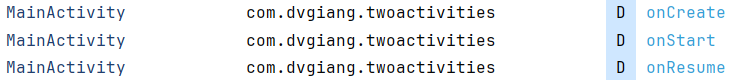 MainActivity com.dvgiang.twoactivities D onCreate
MainActivity com.dvgiang.twoactivities D onStart
MainActivity com.dvgiang.twoactivities D onResume